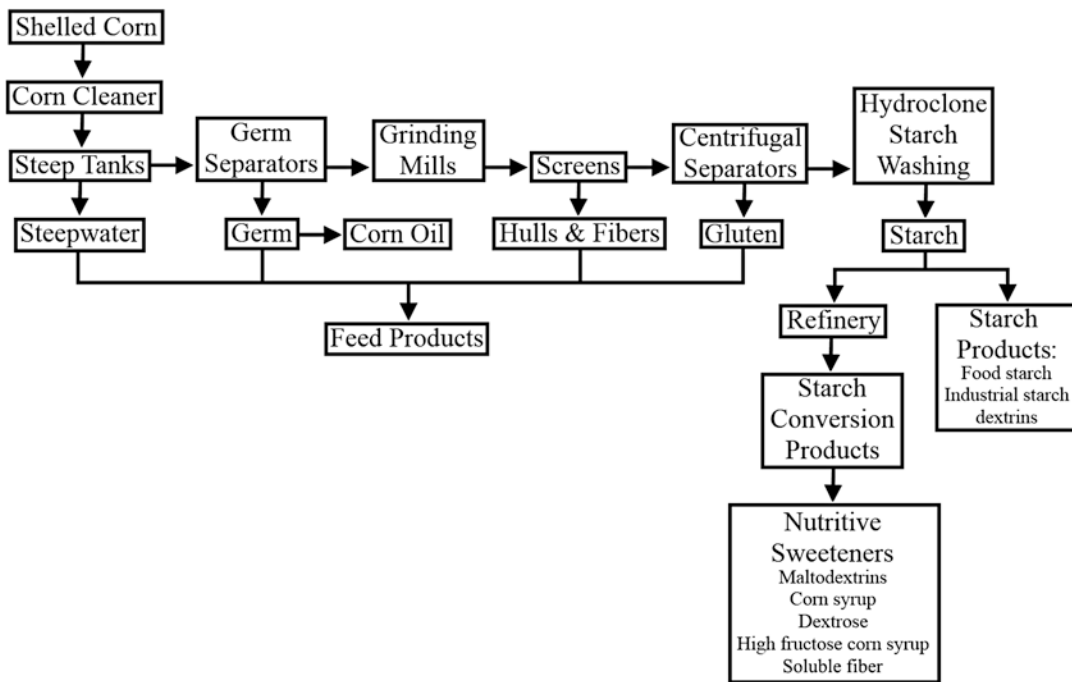 Shelled Corn
Corn Cleaner
Steep Tanks
Germ
Separators
Grinding
Mills
Screens
Centrifugal
Separators
Hydroclone
Starch
Washing
Steepwater
Germ
Corn Oil
Hulls & Fibers
Gluten
Starch
Feed Products
Refinery
Starch
Products:
Food starch
Industrial starch
dextrins
Starch
Conversion
Products
Nutritive
Sweeteners
Maltodextrins
Corn syrup
Dextrose
High fructose corn syrup
Soluble fiber